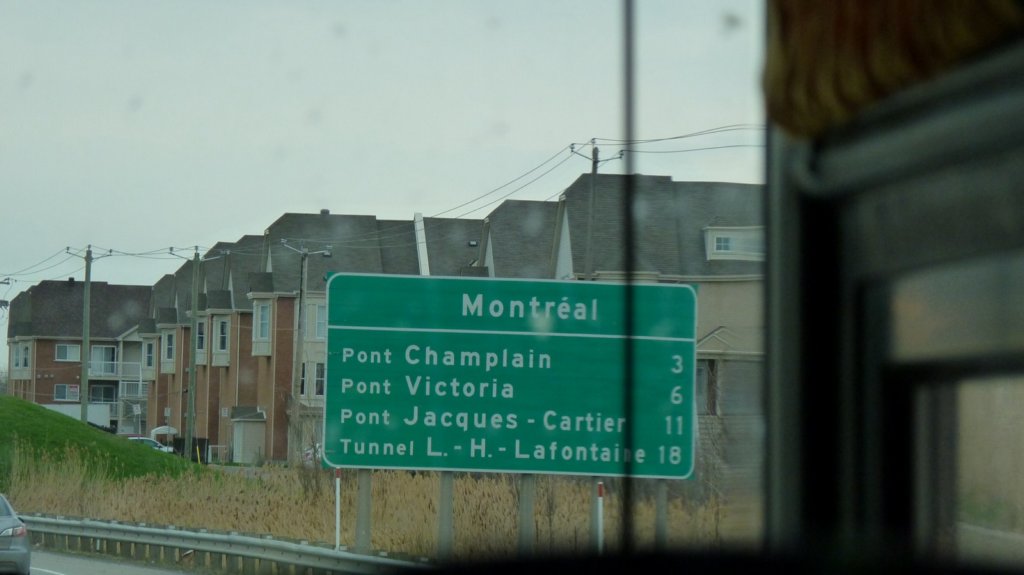 Montréal
Pont Champlain 3
Pont Victoria 6
Pont Jacques-Cartier 11
Tunnel L.-H.-Lafontaine 18